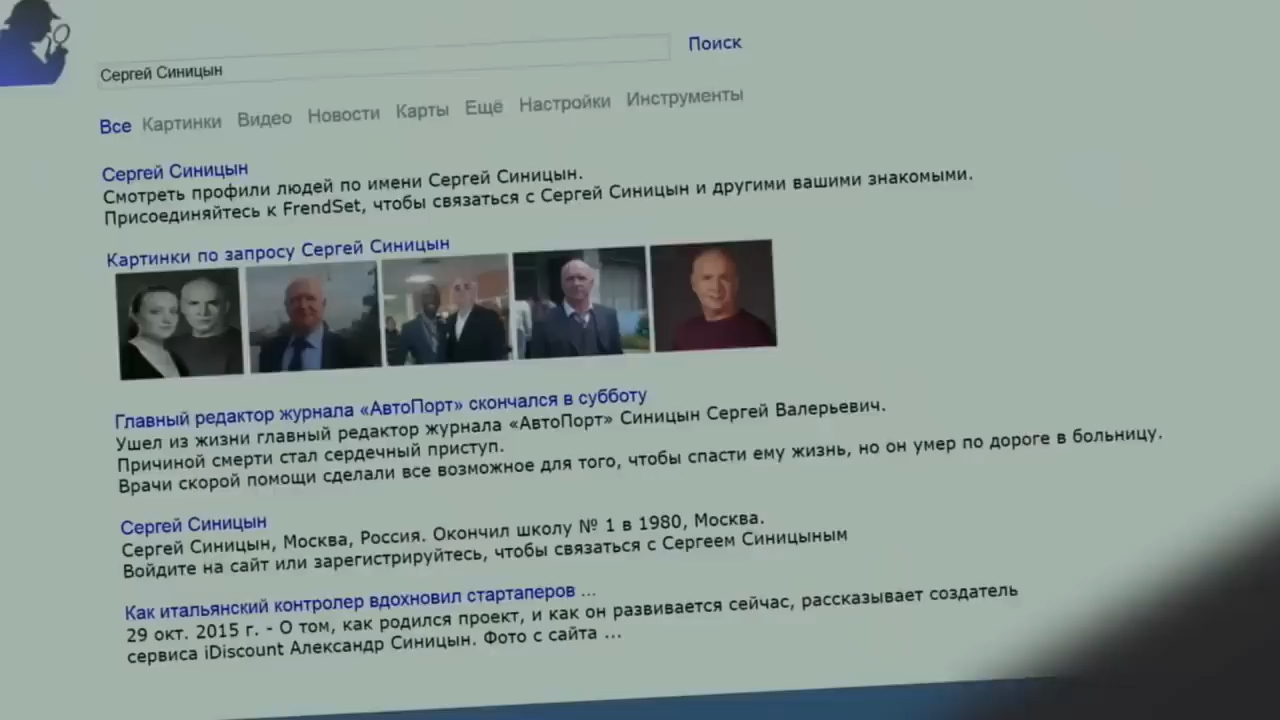 Сергей Синицын
Поиск
Все Картинки Видео Новости Карты Ещё Настройки Инструменты
Сергей Синицын
Смотреть профили людей по имени Сергей Синицын.
Присоединяйтесь к FrendSet, чтобы связаться с Сергей Синицын и другими вашими знакомыми.
Картинки по запросу Сергей Синицын
Главный редактор журнала «АвтоПорт» скончался в субботу
Ушел из жизни главный редактор журнала «АвтоПорт» Синицын Сергей Валерьевич.
Причиной смерти стал сердечный приступ.
Врачи скорой помощи сделали все возможное для того, чтобы спасти ему жизнь, но он умер по дороге в больницу.
Сергей Синицын
Сергей Синицын, Москва, Россия. Окончил школу № 1 в 1980, Москва.
Войдите на сайт или зарегистрируйтесь, чтобы связаться с Сергеем Синицыным
Как итальянский контролер вдохновил стартаперов ...
29 окт. 2015 г. - О том, как родился проект, и как он развивается сейчас, рассказывает создатель
сервиса iDiscount Александр Синицын. Фото с сайта ...